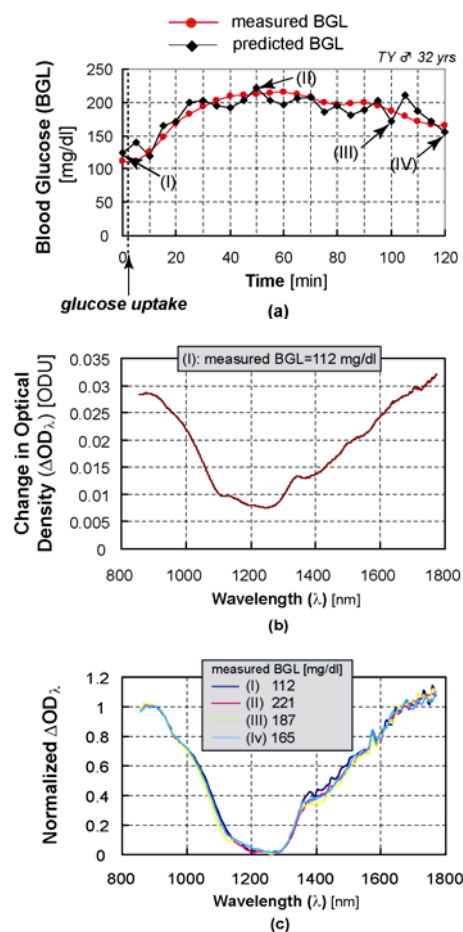 measured BGL
predicted BGL
TY ♂ 32 yrs
Blood Glucose (BGL)
[mg/dl]
250
200
150
100
50
0
(I)
(II)
(III)
(IV)
0 20 40 60 80 100 120
Time [min]
glucose uptake
(a)
(I): measured BGL=112 mg/dl
Change in Optical
Density (ΔODλ) [ODU]
0.035
0.03
0.025
0.02
0.015
0.01
0.005
0
800 1000 1200 1400 1600 1800
Wavelength (λ) [nm]
(b)
measured BGL [mg/dl]
(I) 112
(II) 221
(III) 187
(Iv) 165
Normalized ΔODλ
1.2
1
0.8
0.6
0.4
0.2
0
800 1000 1200 1400 1600 1800
Wavelength (λ) [nm]
(c)